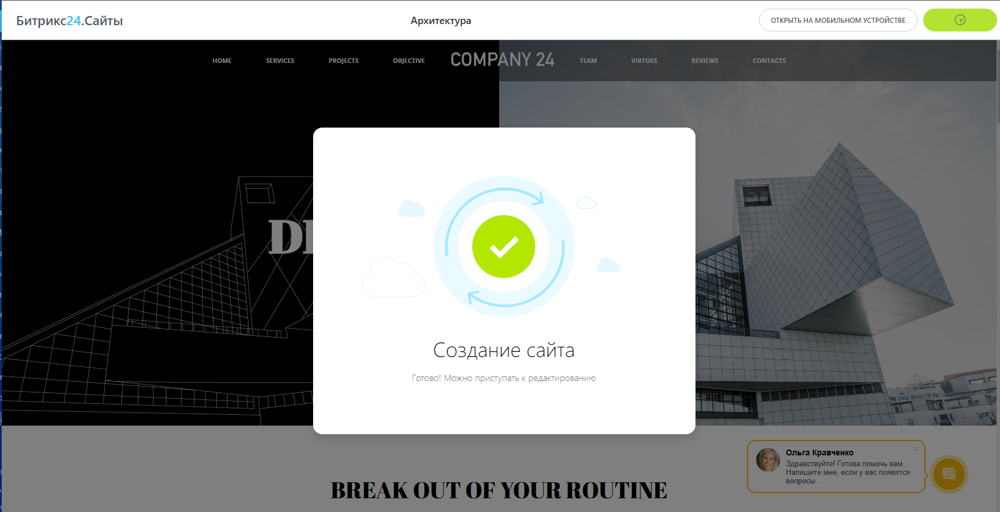 Битрикс24.Сайты
Архитектура
ОТКРЫТЬ НА МОБИЛЬНОМ УСТРОЙСТВЕ
HOME SERVICES PROJECTS OBJECTIVE COMPANY 24 TEAM VIRTUES REVIEWS CONTACTS
Создание сайта
Готово! Можно приступать к редактированию
Ольга Кравченко
Здравствуйте! Готова помочь вам.
Напишите мне, если у вас появятся
вопросы.
BREAK OUT OF YOUR ROUTINE